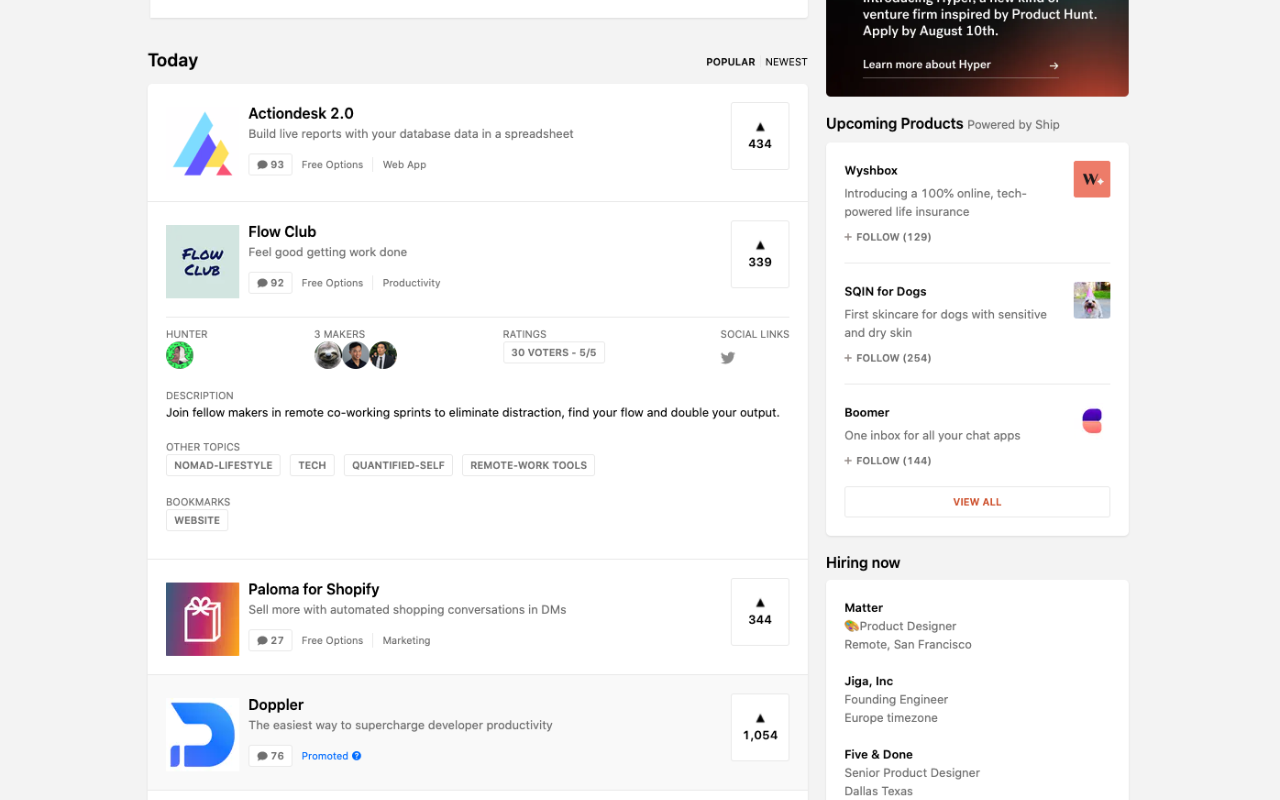 venture firm inspired by Product Hunt.
Apply by August 10th.
Learn more about Hyper →
Today
POPULAR NEWEST
Actiondesk 2.0
Build live reports with your database data in a spreadsheet
93 Free Options Web App
▲
434
Flow Club
Feel good getting work done
92 Free Options Productivity
▲
339
FLOW
CLUB
HUNTER
3 MAKERS
RATINGS
30 VOTERS - 5/5
SOCIAL LINKS
DESCRIPTION
Join fellow makers in remote co-working sprints to eliminate distraction, find your flow and double your output.
OTHER TOPICS
NOMAD-LIFESTYLE TECH QUANTIFIED-SELF REMOTE-WORK TOOLS
BOOKMARKS
WEBSITE
Paloma for Shopify
Sell more with automated shopping conversations in DMs
27 Free Options Marketing
▲
344
Doppler
The easiest way to supercharge developer productivity
76 Promoted ?
▲
1,054
Upcoming Products Powered by Ship
Wyshbox
Introducing a 100% online, tech-
powered life insurance
+ FOLLOW (129)
W+
SQIN for Dogs
First skincare for dogs with sensitive
and dry skin
+ FOLLOW (254)
Boomer
One inbox for all your chat apps
+ FOLLOW (144)
VIEW ALL
Hiring now
Matter
🎨Product Designer
Remote, San Francisco
Jiga, Inc
Founding Engineer
Europe timezone
Five & Done
Senior Product Designer
Dallas Texas